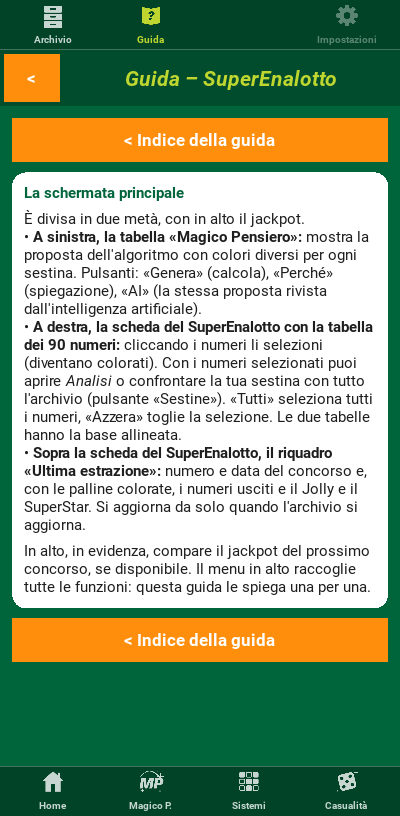 Archivio
Guida
Impostazioni
<
Guida – SuperEnalotto
< Indice della guida
La schermata principale
È divisa in due metà, con in alto il jackpot.
• A sinistra, la tabella «Magico Pensiero»: mostra la
proposta dell'algoritmo con colori diversi per ogni
sestina. Pulsanti: «Genera» (calcola), «Perché»
(spiegazione), «AI» (la stessa proposta rivista
dall'intelligenza artificiale).
• A destra, la scheda del SuperEnalotto con la tabella
dei 90 numeri: cliccando i numeri li selezioni
(diventano colorati). Con i numeri selezionati puoi
aprire Analisi o confrontare la tua sestina con tutto
l'archivio (pulsante «Sestine»). «Tutti» seleziona tutti
i numeri, «Azzera» toglie la selezione. Le due tabelle
hanno la base allineata.
• Sopra la scheda del SuperEnalotto, il riquadro
«Ultima estrazione»: numero e data del concorso e,
con le palline colorate, i numeri usciti e il Jolly e il
SuperStar. Si aggiorna da solo quando l'archivio si
aggiorna.
In alto, in evidenza, compare il jackpot del prossimo
concorso, se disponibile. Il menu in alto raccoglie
tutte le funzioni: questa guida le spiega una per una.
< Indice della guida
MP
Home
Magico P.
Sistemi
Casualità